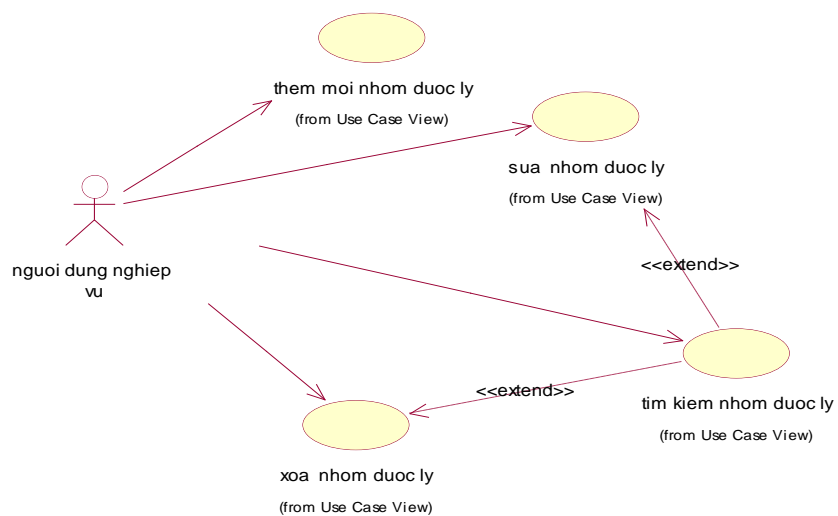 them moi nhom duoc ly
(from Use Case View)
sua nhom duoc ly
(from Use Case View)
nguoi dung nghiep
vu
<<extend>>
<<extend>>
tim kiem nhom duoc ly
(from Use Case View)
xoa nhom duoc ly
(from Use Case View)